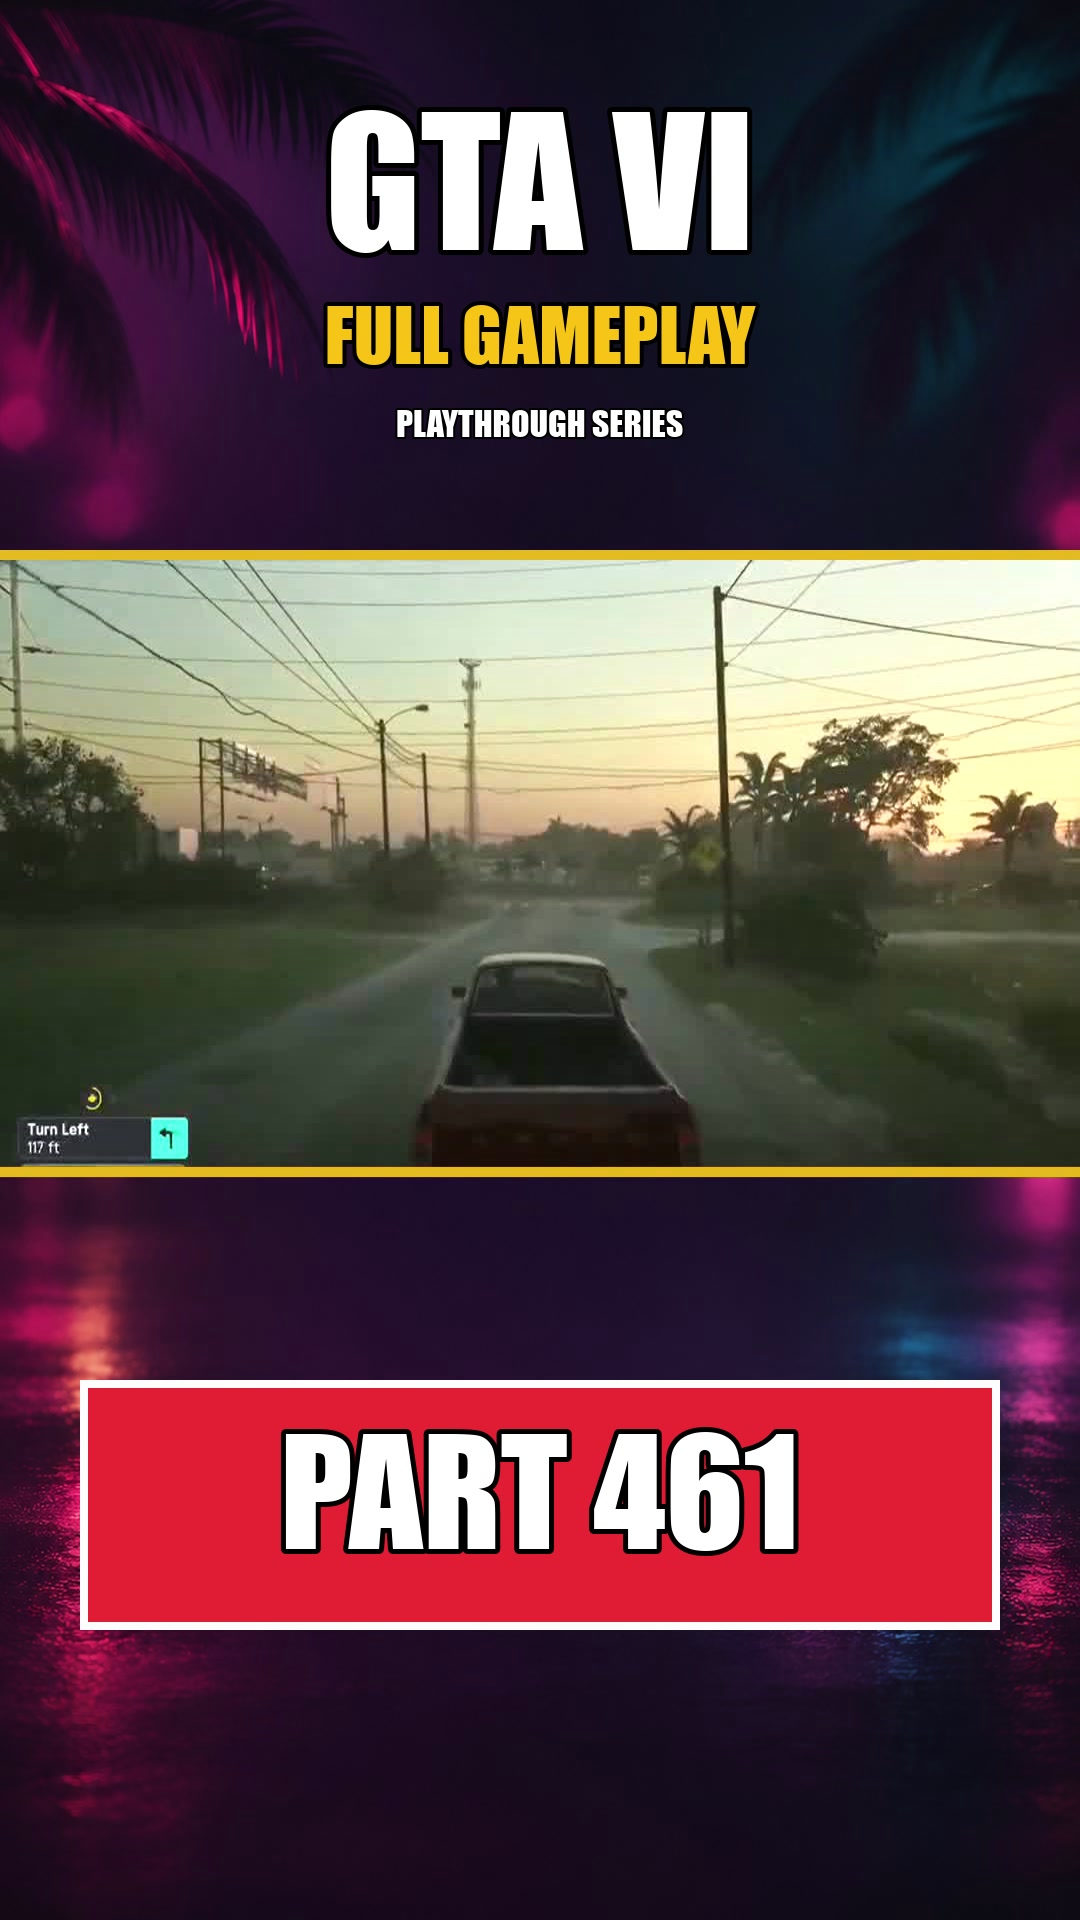 GTA VI
FULL GAMEPLAY
PLAYTHROUGH SERIES
Turn Left
117 ft
PART 461